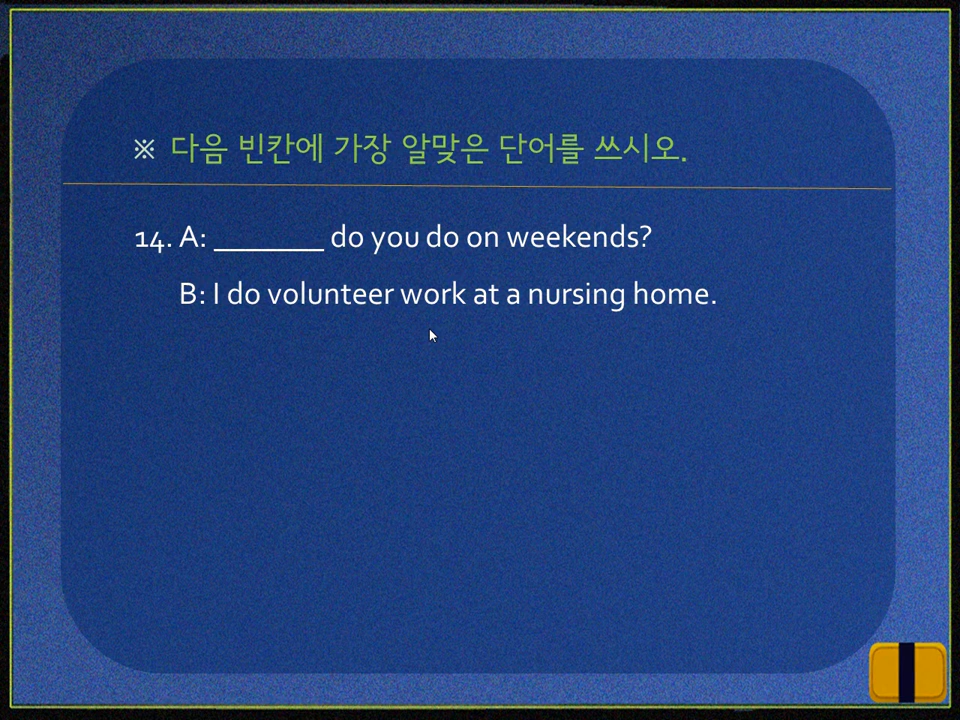 ※ 다음 빈칸에 가장 알맞은 단어를 쓰시오.
14. A: _______ do you do on weekends?
B: I do volunteer work at a nursing home.